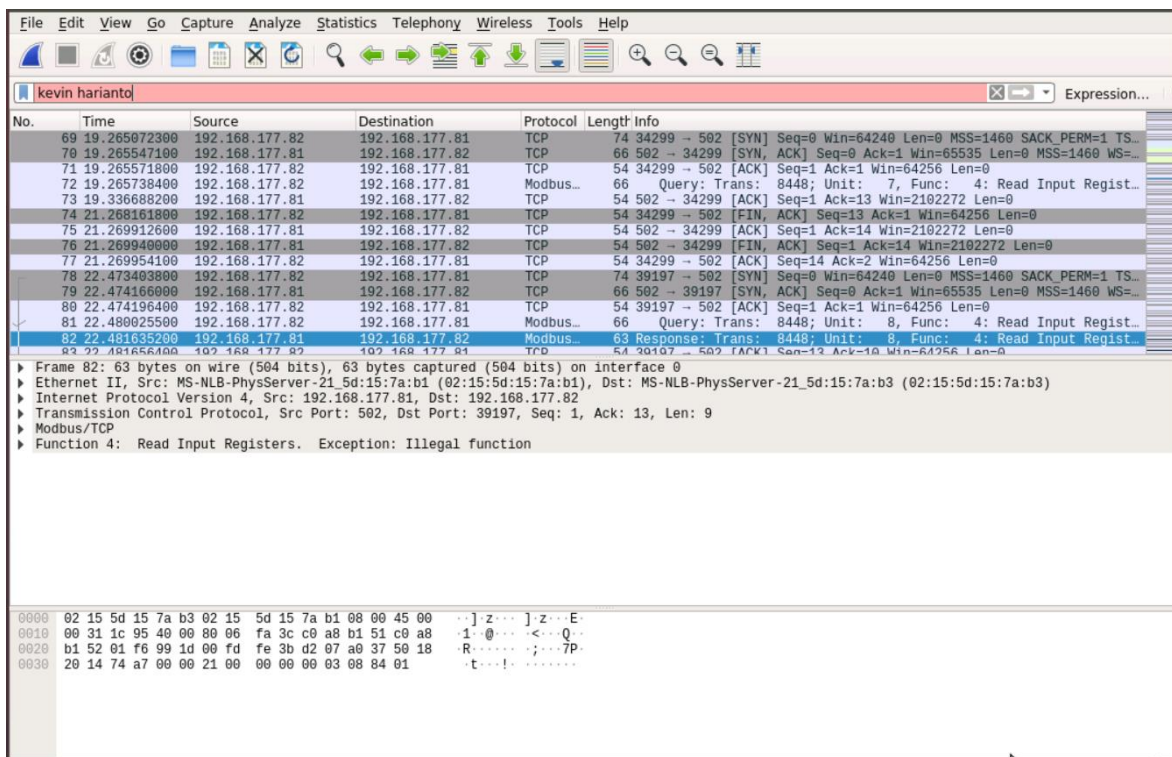 File Edit View Go Capture Analyze Statistics Telephony Wireless Tools Help
kevin harianto Expression...
No. Time Source Destination Protocol Length Info
69 19.265072300 192.168.177.82 192.168.177.81 TCP 74 34299 → 502 [SYN] Seq=0 Win=64240 Len=0 MSS=1460 SACK_PERM=1 TS…
70 19.265547100 192.168.177.81 192.168.177.82 TCP 66 502 → 34299 [SYN, ACK] Seq=0 Ack=1 Win=65535 Len=0 MSS=1460 WS=…
71 19.265571800 192.168.177.82 192.168.177.81 TCP 54 34299 → 502 [ACK] Seq=1 Ack=1 Win=64256 Len=0
72 19.265738400 192.168.177.82 192.168.177.81 Modbus… 66 Query: Trans: 8448; Unit: 7, Func: 4: Read Input Regist…
73 19.336688200 192.168.177.81 192.168.177.82 TCP 54 502 → 34299 [ACK] Seq=1 Ack=13 Win=2102272 Len=0
74 21.268161800 192.168.177.82 192.168.177.81 TCP 54 34299 → 502 [FIN, ACK] Seq=13 Ack=1 Win=64256 Len=0
75 21.269912600 192.168.177.81 192.168.177.82 TCP 54 502 → 34299 [ACK] Seq=1 Ack=14 Win=2102272 Len=0
76 21.269940000 192.168.177.81 192.168.177.82 TCP 54 502 → 34299 [FIN, ACK] Seq=1 Ack=14 Win=2102272 Len=0
77 21.269954100 192.168.177.82 192.168.177.81 TCP 54 34299 → 502 [ACK] Seq=14 Ack=2 Win=64256 Len=0
78 22.473403800 192.168.177.82 192.168.177.81 TCP 74 39197 → 502 [SYN] Seq=0 Win=64240 Len=0 MSS=1460 SACK_PERM=1 TS…
79 22.474166000 192.168.177.81 192.168.177.82 TCP 66 502 → 39197 [SYN, ACK] Seq=0 Ack=1 Win=65535 Len=0 MSS=1460 WS=…
80 22.474196400 192.168.177.82 192.168.177.81 TCP 54 39197 → 502 [ACK] Seq=1 Ack=1 Win=64256 Len=0
81 22.480025500 192.168.177.82 192.168.177.81 Modbus… 66 Query: Trans: 8448; Unit: 8, Func: 4: Read Input Regist…
82 22.481635200 192.168.177.81 192.168.177.82 Modbus… 63 Response: Trans: 8448; Unit: 8, Func: 4: Read Input Regist…
83 22.481656400 192.168.177.82 192.168.177.81 TCP 54 39197 → 502 [ACK] Seq=13 Ack=10 Win=64256 Len=0
Frame 82: 63 bytes on wire (504 bits), 63 bytes captured (504 bits) on interface 0
Ethernet II, Src: MS-NLB-PhysServer-21_5d:15:7a:b1 (02:15:5d:15:7a:b1), Dst: MS-NLB-PhysServer-21_5d:15:7a:b3 (02:15:5d:15:7a:b3)
Internet Protocol Version 4, Src: 192.168.177.81, Dst: 192.168.177.82
Transmission Control Protocol, Src Port: 502, Dst Port: 39197, Seq: 1, Ack: 13, Len: 9
Modbus/TCP
Function 4: Read Input Registers. Exception: Illegal function
0000 02 15 5d 15 7a b3 02 15 5d 15 7a b1 08 00 45 00 ··]·z··· ]·z···E·
0010 00 31 1c 95 40 00 80 06 fa 3c c0 a8 b1 51 c0 a8 ·1··@··· ·<···Q··
0020 b1 52 01 f6 99 1d 00 fd fe 3b d2 07 a0 37 50 18 ·R······ ·;···7P·
0030 20 14 74 a7 00 00 21 00 00 00 00 03 08 84 01 ·t···!· ·······